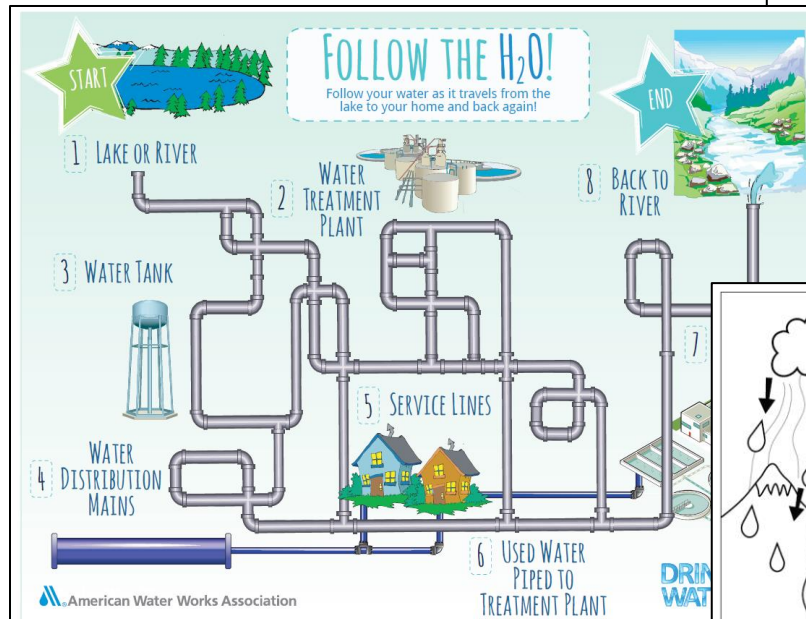 START
FOLLOW THE H₂O!
Follow your water as it travels from the
lake to your home and back again!
END
1 LAKE OR RIVER
2 WATER
TREATMENT
PLANT
8 BACK TO
RIVER
3 WATER TANK
7
5 SERVICE LINES
4 WATER
DISTRIBUTION
MAINS
6 USED WATER
PIPED TO
TREATMENT PLANT
American Water Works Association